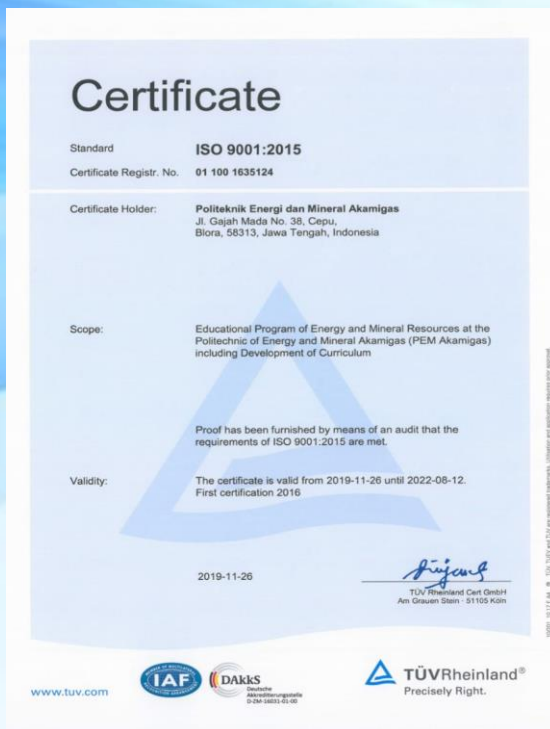 Certificate
Standard ISO 9001:2015
Certificate Registr. No. 01 100 1635124
Certificate Holder: Politeknik Energi dan Mineral Akamigas
Jl. Gajah Mada No. 38, Cepu,
Blora, 58313, Jawa Tengah, Indonesia
Scope: Educational Program of Energy and Mineral Resources at the
Politechnic of Energy and Mineral Akamigas (PEM Akamigas)
including Development of Curriculum
Proof has been furnished by means of an audit that the
requirements of ISO 9001:2015 are met.
Validity: The certificate is valid from 2019-11-26 until 2022-08-12.
First certification 2016
2019-11-26
TÜV Rheinland Cert GmbH
Am Grauen Stein · 51105 Köln
www.tuv.com
IAF
DAkkS
Deutsche
Akkreditierungsstelle
D-ZM-16031-01-00
TÜVRheinland®
Precisely Right.